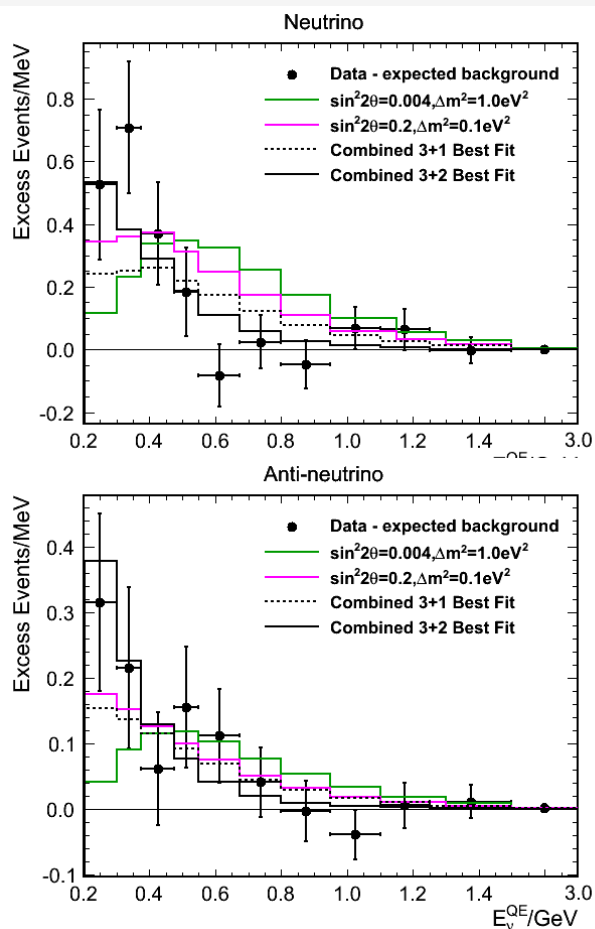 Neutrino
Excess Events/MeV
0.8
0.6
0.4
0.2
0.0
-0.2
Data - expected background
sin²2θ=0.004,Δm²=1.0eV²
sin²2θ=0.2,Δm²=0.1eV²
Combined 3+1 Best Fit
Combined 3+2 Best Fit
0.2 0.4 0.6 0.8 1.0 1.2 1.4 3.0
Anti-neutrino
Excess Events/MeV
0.4
0.3
0.2
0.1
0.0
-0.1
Data - expected background
sin²2θ=0.004,Δm²=1.0eV²
sin²2θ=0.2,Δm²=0.1eV²
Combined 3+1 Best Fit
Combined 3+2 Best Fit
0.2 0.4 0.6 0.8 1.0 1.2 1.4 3.0
E_ν^QE/GeV